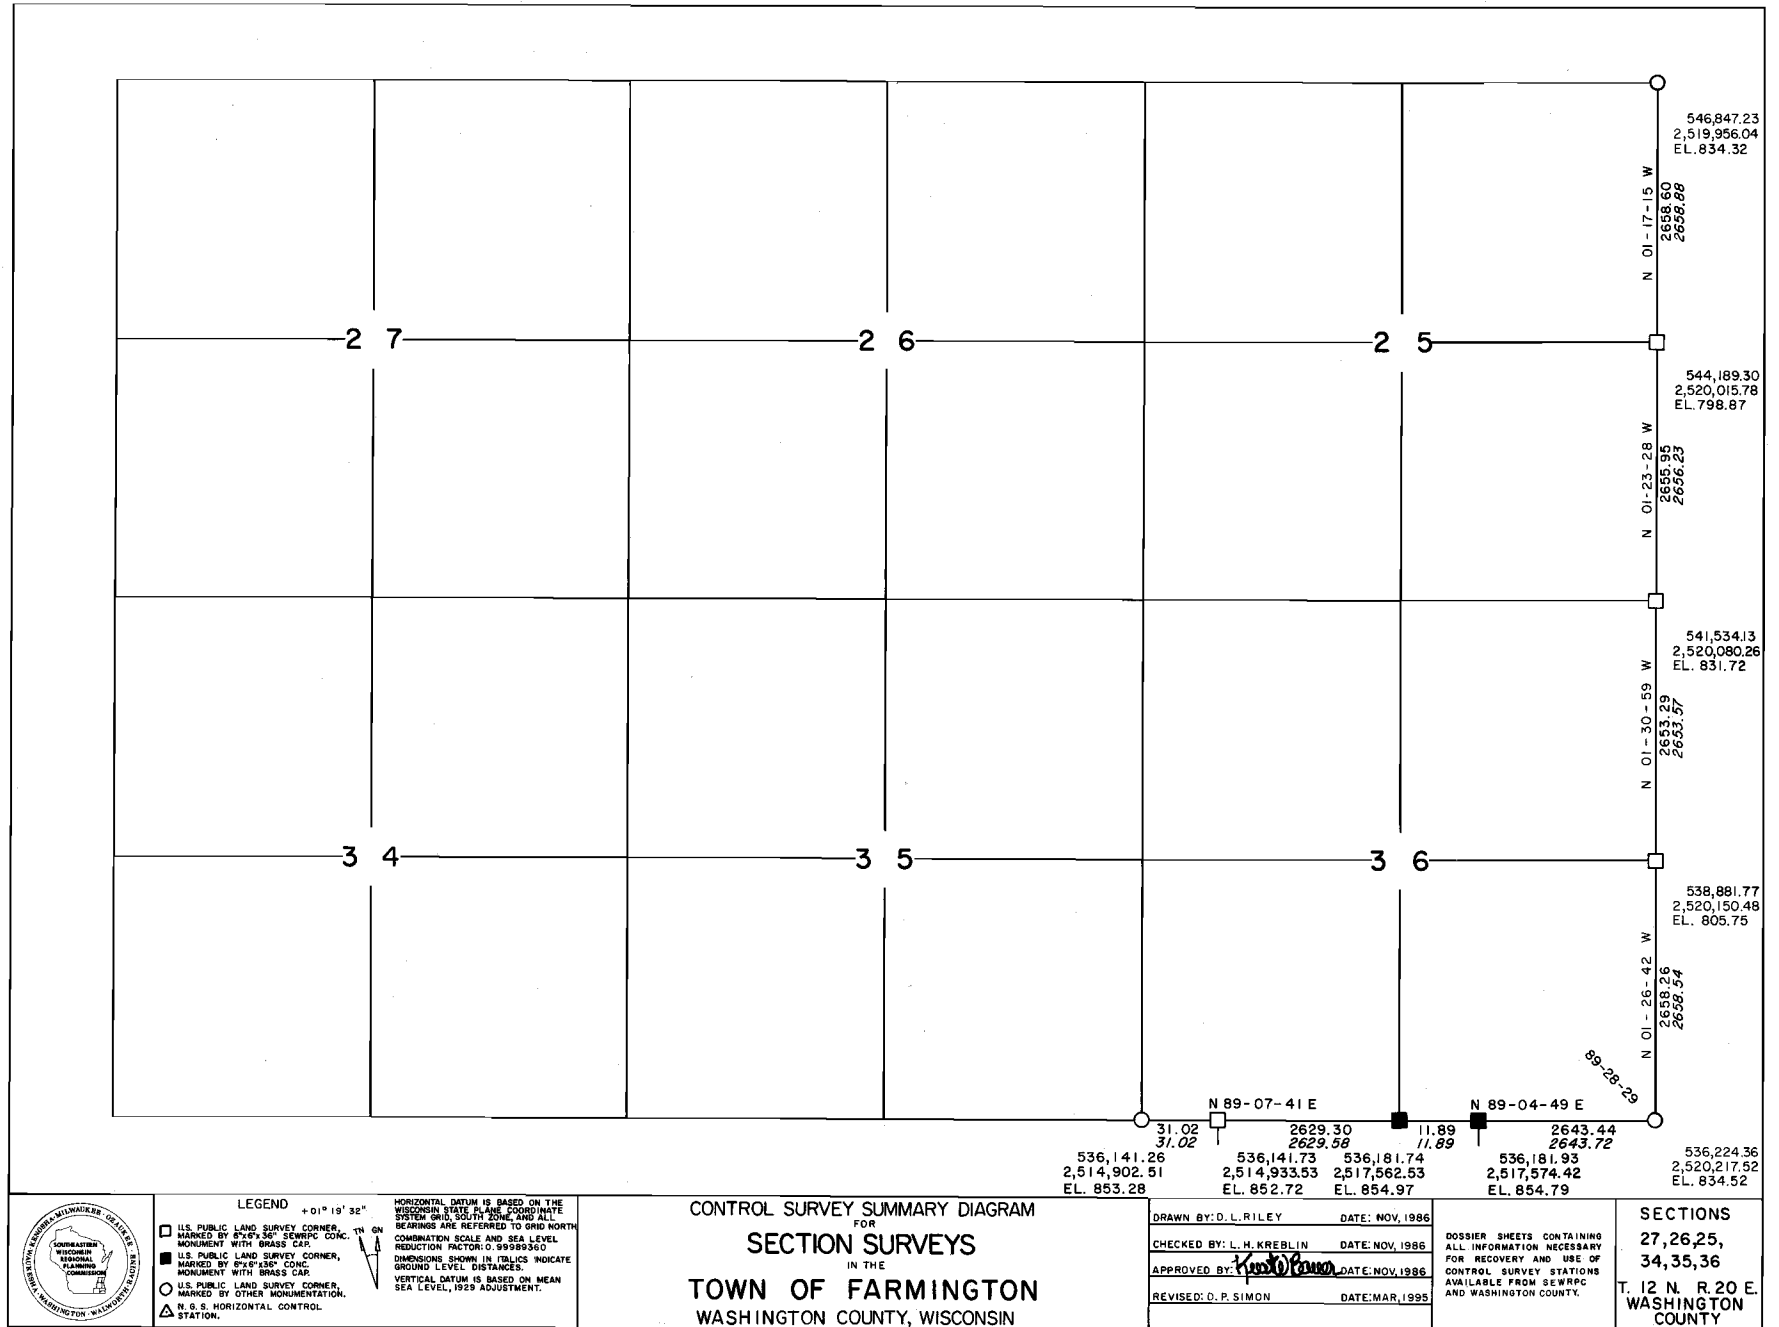 546,847.23
2,519,956.04
EL.834.32
N 01-17-15 W
2658.60
2658.88
2 7
2 6
2 5
544,189.30
2,520,015.78
EL.798.87
N 01-23-28 W
2655.95
2656.23
541,534.13
2,520,080.26
EL. 831.72
N 01-30-59 W
2653.29
2653.57
3 4
3 5
3 6
538,881.77
2,520,150.48
EL. 805.75
N 01-26-42 W
2658.26
2658.54
89-28-29
N 89-07-41 E
N 89-04-49 E
31.02
31.02
2629.30
2629.58
11.89
11.89
2643.44
2643.72
536,141.26
2,514,902.51
EL. 853.28
536,141.73
2,514,933.53
EL. 852.72
536,181.74
2,517,562.53
EL. 854.97
536,181.93
2,517,574.42
EL. 854.79
536,224.36
2,520,217.52
EL. 834.52
SOUTHEASTERN
WISCONSIN
REGIONAL
PLANNING
COMMISSION
KENOSHA·MILWAUKEE·OZAUKEE·RACINE·WALWORTH·WASHINGTON·WAUKESHA
LEGEND
U.S. PUBLIC LAND SURVEY CORNER,
MARKED BY 6"x6"x36" SEWRPC CONC.
MONUMENT WITH BRASS CAP.
U.S. PUBLIC LAND SURVEY CORNER,
MARKED BY 6"x6"x36" CONC.
MONUMENT WITH BRASS CAP.
U.S. PUBLIC LAND SURVEY CORNER,
MARKED BY OTHER MONUMENTATION.
N.G.S. HORIZONTAL CONTROL
STATION.
+01° 19' 32"
TN GN
HORIZONTAL DATUM IS BASED ON THE
WISCONSIN STATE PLANE COORDINATE
SYSTEM GRID, SOUTH ZONE, AND ALL
BEARINGS ARE REFERRED TO GRID NORTH
COMBINATION SCALE AND SEA LEVEL
REDUCTION FACTOR: 0.99989360
DIMENSIONS SHOWN IN ITALICS INDICATE
GROUND LEVEL DISTANCES.
VERTICAL DATUM IS BASED ON MEAN
SEA LEVEL, 1929 ADJUSTMENT.
CONTROL SURVEY SUMMARY DIAGRAM
FOR
SECTION SURVEYS
IN THE
TOWN OF FARMINGTON
WASHINGTON COUNTY, WISCONSIN
DRAWN BY: D.L.RILEY DATE: NOV, 1986
CHECKED BY: L.H.KREBLIN DATE: NOV, 1986
APPROVED BY: DATE: NOV, 1986
REVISED: D.P. SIMON DATE: MAR, 1995
DOSSIER SHEETS CONTAINING
ALL INFORMATION NECESSARY
FOR RECOVERY AND USE OF
CONTROL SURVEY STATIONS
AVAILABLE FROM SEWRPC
AND WASHINGTON COUNTY.
SECTIONS
27,26,25,
34,35,36
T. 12 N. R. 20 E.
WASHINGTON
COUNTY